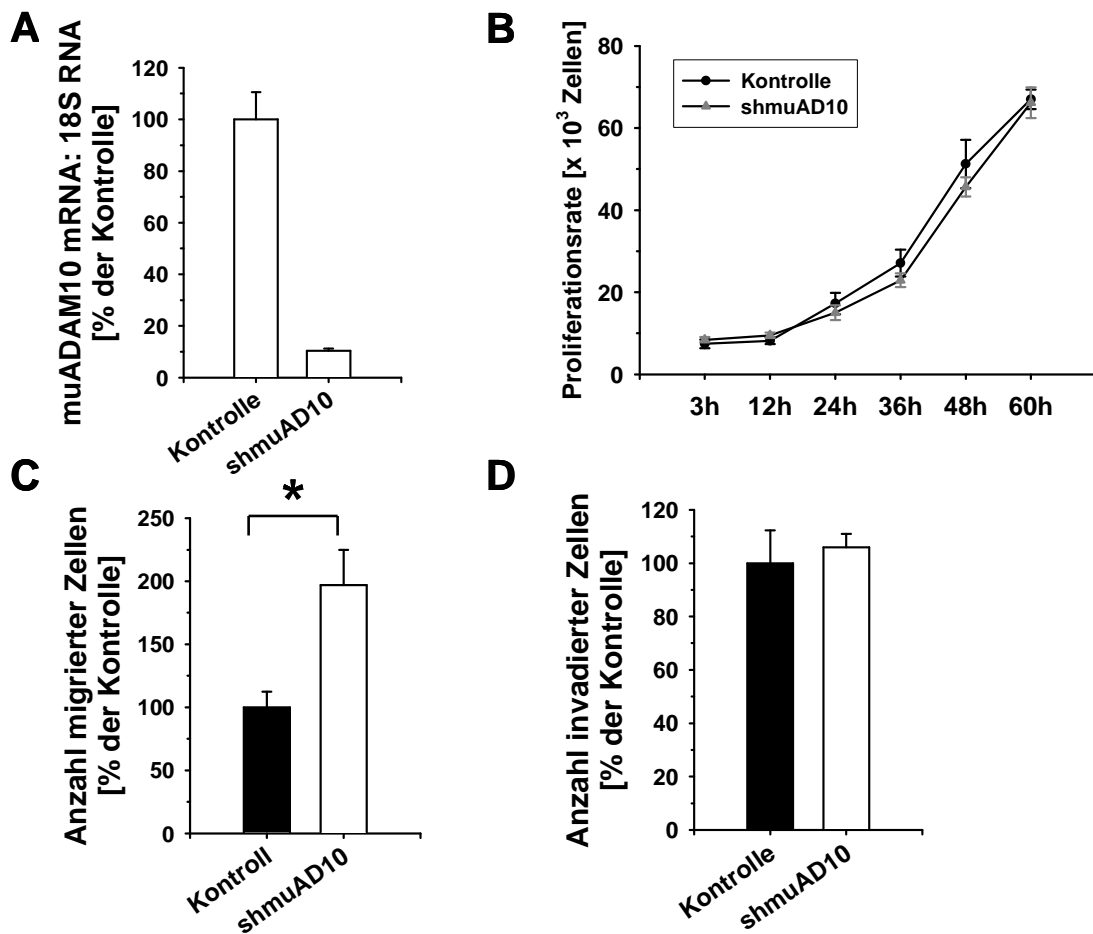 A
muADAM10 mRNA: 18S RNA
[% der Kontrolle]
120
100
80
60
40
20
0
Kontrolle
shmuAD10
B
Proliferationsrate [x 10³ Zellen]
80
60
40
20
0
Kontrolle
shmuAD10
3h 12h 24h 36h 48h 60h
C
Anzahl migrierter Zellen
[% der Kontrolle]
250
200
150
100
50
0
*
Kontroll
shmuAD10
D
Anzahl invadierter Zellen
[% der Kontrolle]
120
100
80
60
40
20
0
Kontrolle
shmuAD10